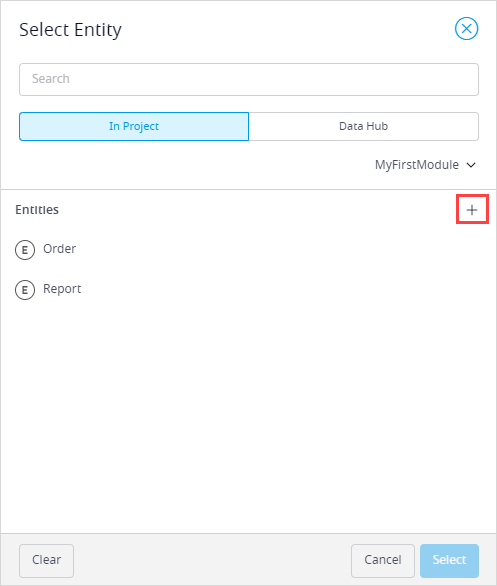 Select Entity
Search
In Project Data Hub
MyFirstModule
Entities
E Order
E Report
Clear Cancel Select